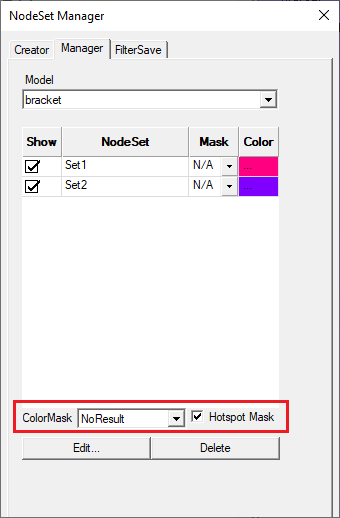 NodeSet Manager
Creator Manager FilterSave
Model
bracket
Show NodeSet Mask Color
Set1 N/A ...
Set2 N/A ...
ColorMask NoResult Hotspot Mask
Edit... Delete